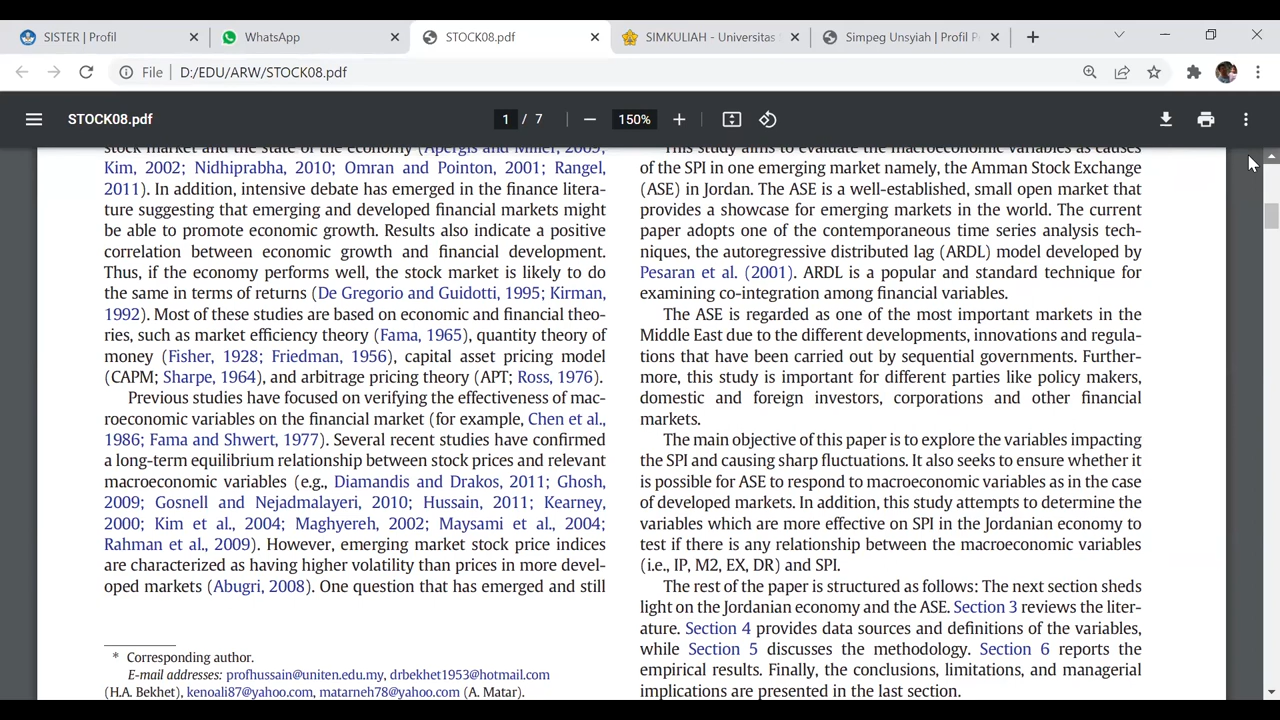 SISTER | Profil
WhatsApp
STOCK08.pdf
SIMKULIAH - Universitas
Simpeg Unsyiah | Profil P
File
D:/EDU/ARW/STOCK08.pdf
STOCK08.pdf
1 / 7
150%
stock market and the state of the economy (Apergis and Miller, 2009;
Kim, 2002; Nidhiprabha, 2010; Omran and Pointon, 2001; Rangel,
2011). In addition, intensive debate has emerged in the finance litera-
ture suggesting that emerging and developed financial markets might
be able to promote economic growth. Results also indicate a positive
correlation between economic growth and financial development.
Thus, if the economy performs well, the stock market is likely to do
the same in terms of returns (De Gregorio and Guidotti, 1995; Kirman,
1992). Most of these studies are based on economic and financial theo-
ries, such as market efficiency theory (Fama, 1965), quantity theory of
money (Fisher, 1928; Friedman, 1956), capital asset pricing model
(CAPM; Sharpe, 1964), and arbitrage pricing theory (APT; Ross, 1976).
Previous studies have focused on verifying the effectiveness of mac-
roeconomic variables on the financial market (for example, Chen et al.,
1986; Fama and Shwert, 1977). Several recent studies have confirmed
a long-term equilibrium relationship between stock prices and relevant
macroeconomic variables (e.g., Diamandis and Drakos, 2011; Ghosh,
2009; Gosnell and Nejadmalayeri, 2010; Hussain, 2011; Kearney,
2000; Kim et al., 2004; Maghyereh, 2002; Maysami et al., 2004;
Rahman et al., 2009). However, emerging market stock price indices
are characterized as having higher volatility than prices in more devel-
oped markets (Abugri, 2008). One question that has emerged and still
* Corresponding author.
E-mail addresses: profhussain@uniten.edu.my, drbekhet1953@hotmail.com
(H.A. Bekhet), kenoali87@yahoo.com, matarneh78@yahoo.com (A. Matar).
This study aims to evaluate the macroeconomic variables as causes
of the SPI in one emerging market namely, the Amman Stock Exchange
(ASE) in Jordan. The ASE is a well-established, small open market that
provides a showcase for emerging markets in the world. The current
paper adopts one of the contemporaneous time series analysis tech-
niques, the autoregressive distributed lag (ARDL) model developed by
Pesaran et al. (2001). ARDL is a popular and standard technique for
examining co-integration among financial variables.
The ASE is regarded as one of the most important markets in the
Middle East due to the different developments, innovations and regula-
tions that have been carried out by sequential governments. Further-
more, this study is important for different parties like policy makers,
domestic and foreign investors, corporations and other financial
markets.
The main objective of this paper is to explore the variables impacting
the SPI and causing sharp fluctuations. It also seeks to ensure whether it
is possible for ASE to respond to macroeconomic variables as in the case
of developed markets. In addition, this study attempts to determine the
variables which are more effective on SPI in the Jordanian economy to
test if there is any relationship between the macroeconomic variables
(i.e., IP, M2, EX, DR) and SPI.
The rest of the paper is structured as follows: The next section sheds
light on the Jordanian economy and the ASE. Section 3 reviews the liter-
ature. Section 4 provides data sources and definitions of the variables,
while Section 5 discusses the methodology. Section 6 reports the
empirical results. Finally, the conclusions, limitations, and managerial
implications are presented in the last section.